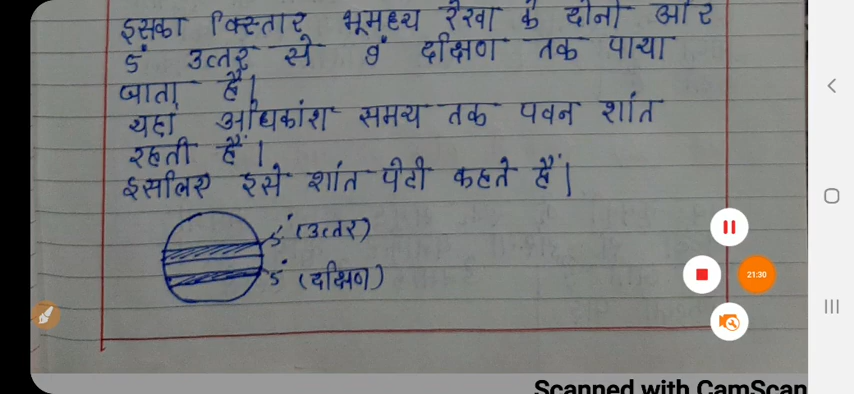 इसका विस्तार भूमध्य रेखा के दोनों ओर
5° उत्तर से 5° दक्षिण तक पाया
जाता है।
यहाँ अधिकांश समय तक पवन शांत
रहती हैं।
इसलिए इसे शांत पेटी कहते हैं।
5° (उत्तर)
5° (दक्षिण)
21:30
Scanned with CamScan